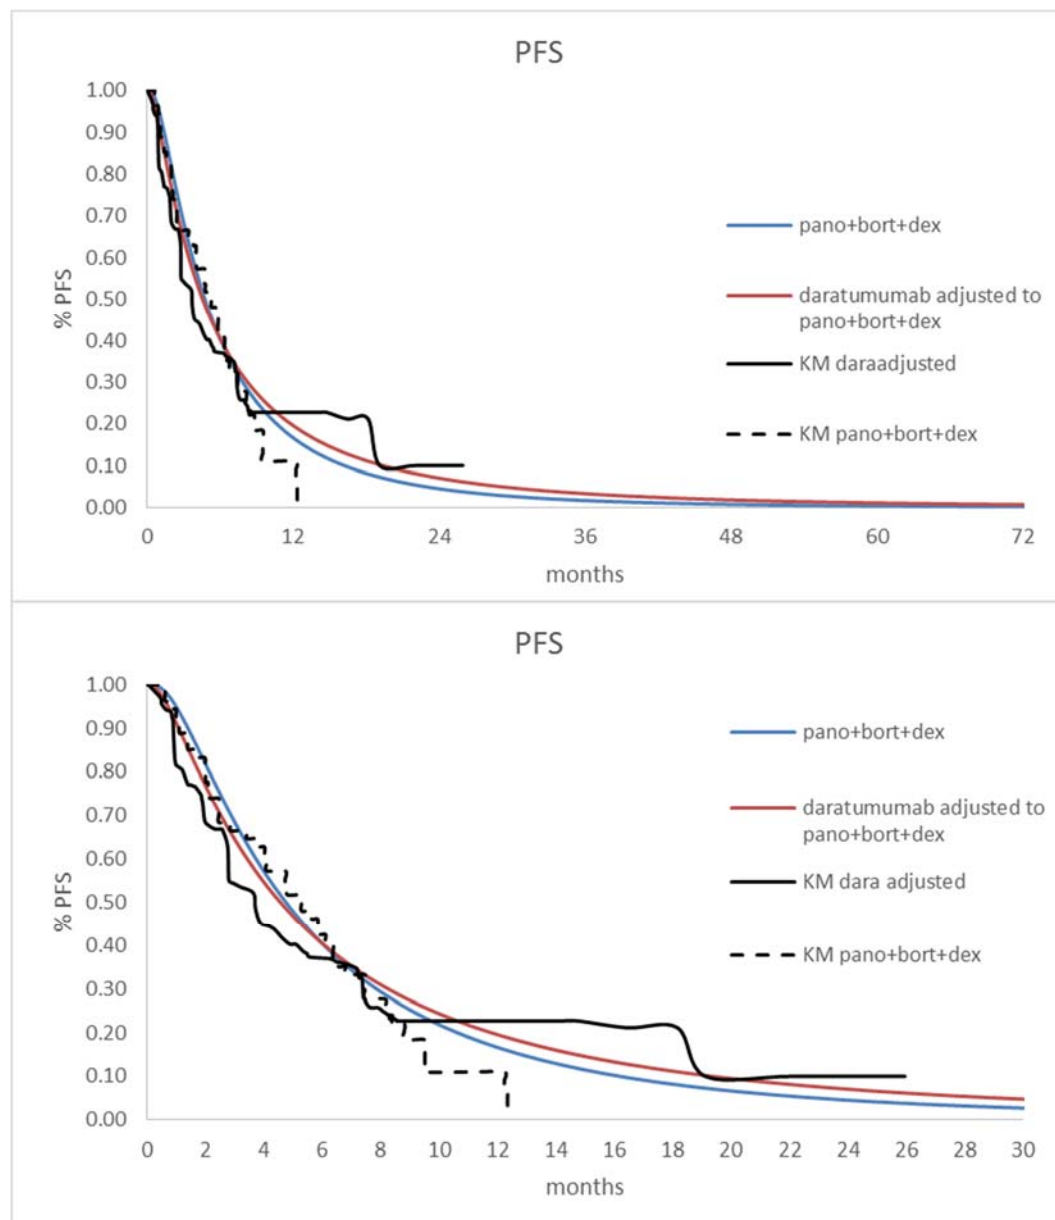 PFS
1.00
0.90
0.80
0.70
0.60
0.50
0.40
0.30
0.20
0.10
0.00
% PFS
pano+bort+dex
daratumumab adjusted to
pano+bort+dex
KM daraadjusted
KM pano+bort+dex
0 12 24 36 48 60 72
months
PFS
1.00
0.90
0.80
0.70
0.60
0.50
0.40
0.30
0.20
0.10
0.00
% PFS
pano+bort+dex
daratumumab adjusted to
pano+bort+dex
KM dara adjusted
KM pano+bort+dex
0 2 4 6 8 10 12 14 16 18 20 22 24 26 28 30
months